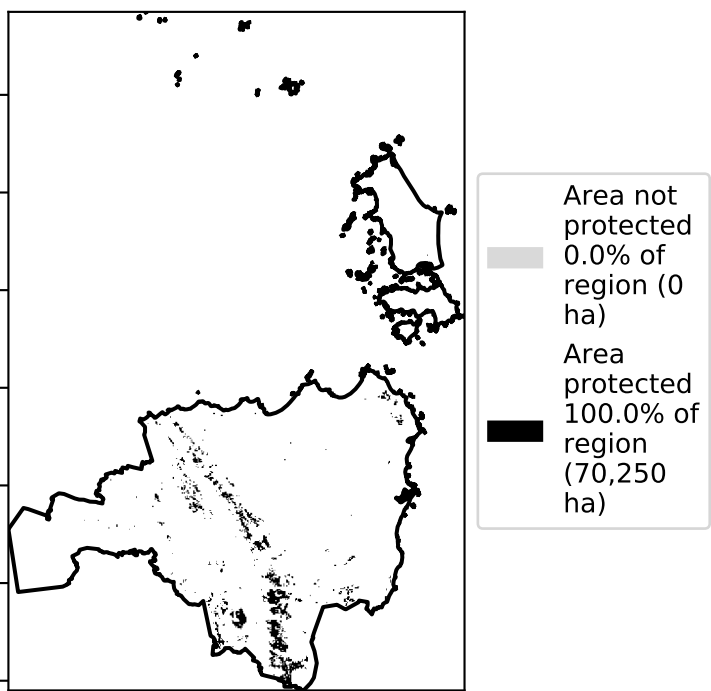 Area not
protected
0.0% of
region (0
ha)
Area
protected
100.0% of
region
(70,250
ha)